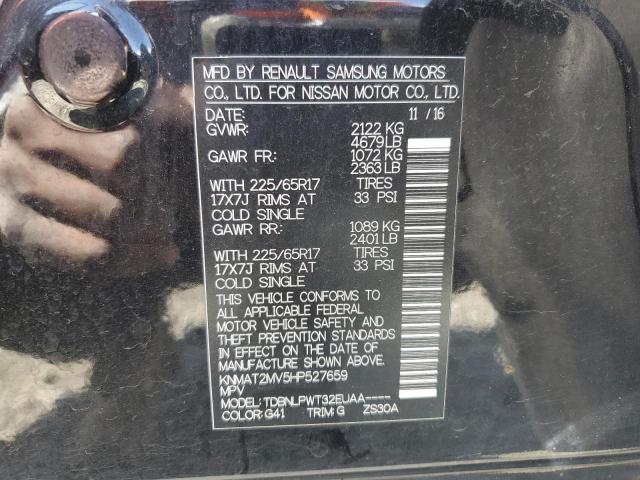 MFD BY RENAULT SAMSUNG MOTORS
CO., LTD. FOR NISSAN MOTOR CO., LTD.
DATE: 11 / 16
GVWR: 2122 KG
4679 LB
GAWR FR: 1072 KG
2363 LB
WITH 225/65R17 TIRES
17X7J RIMS AT 33 PSI
COLD SINGLE
GAWR RR: 1089 KG
2401 LB
WITH 225/65R17 TIRES
17X7J RIMS AT 33 PSI
COLD SINGLE
THIS VEHICLE CONFORMS TO
ALL APPLICABLE FEDERAL
MOTOR VEHICLE SAFETY AND
THEFT PREVENTION STANDARDS
IN EFFECT ON THE DATE OF
MANUFACTURE SHOWN ABOVE.
KNMAT2MV5HP527659
MPV
MODEL: TDBNLPWT32EUAA----
COLOR: G41 TRIM: G ZS30A